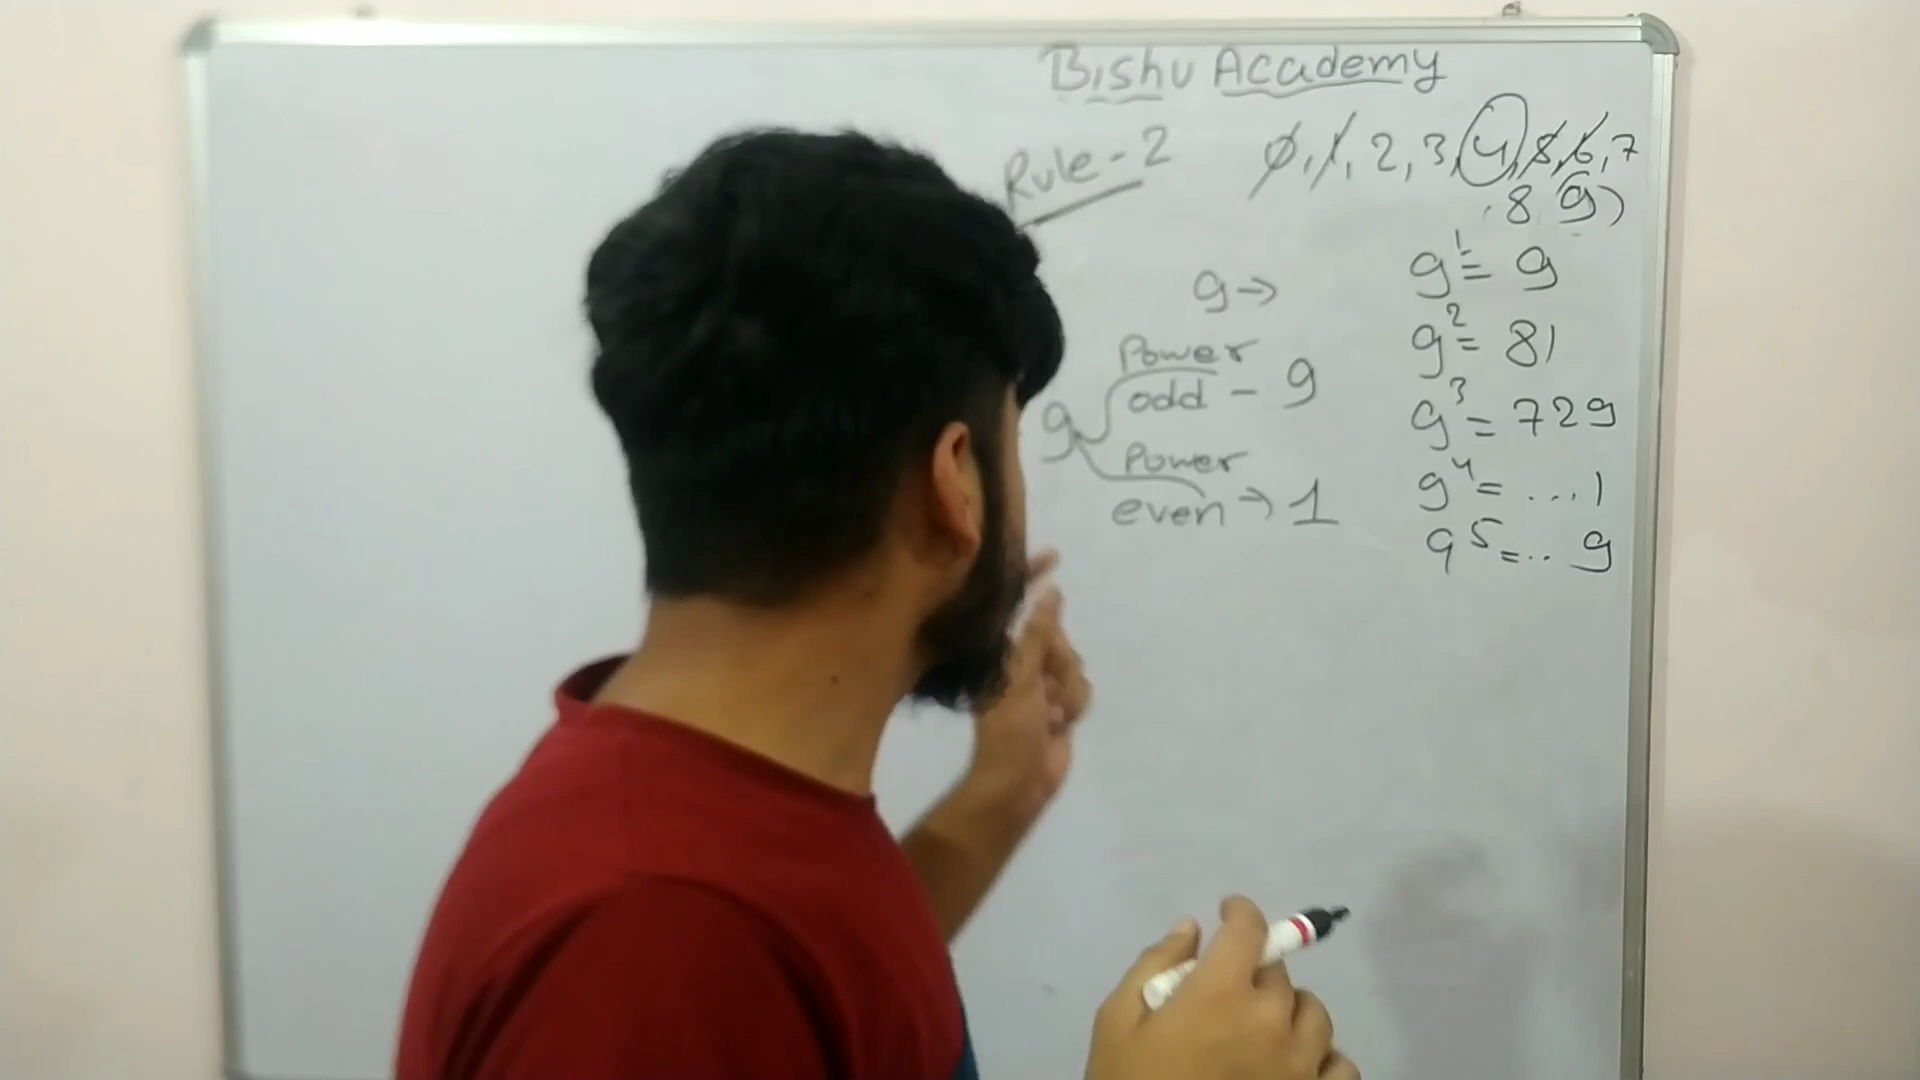 Bishu Academy
Rule-2
0, 1, 2, 3, 4, 5, 6, 7
, 8, 9)
9→
Power
odd - 9
9
Power
even → 1
9¹ = 9
9² = 81
9³ = 729
9⁴ = ...1
9⁵ = .. 9